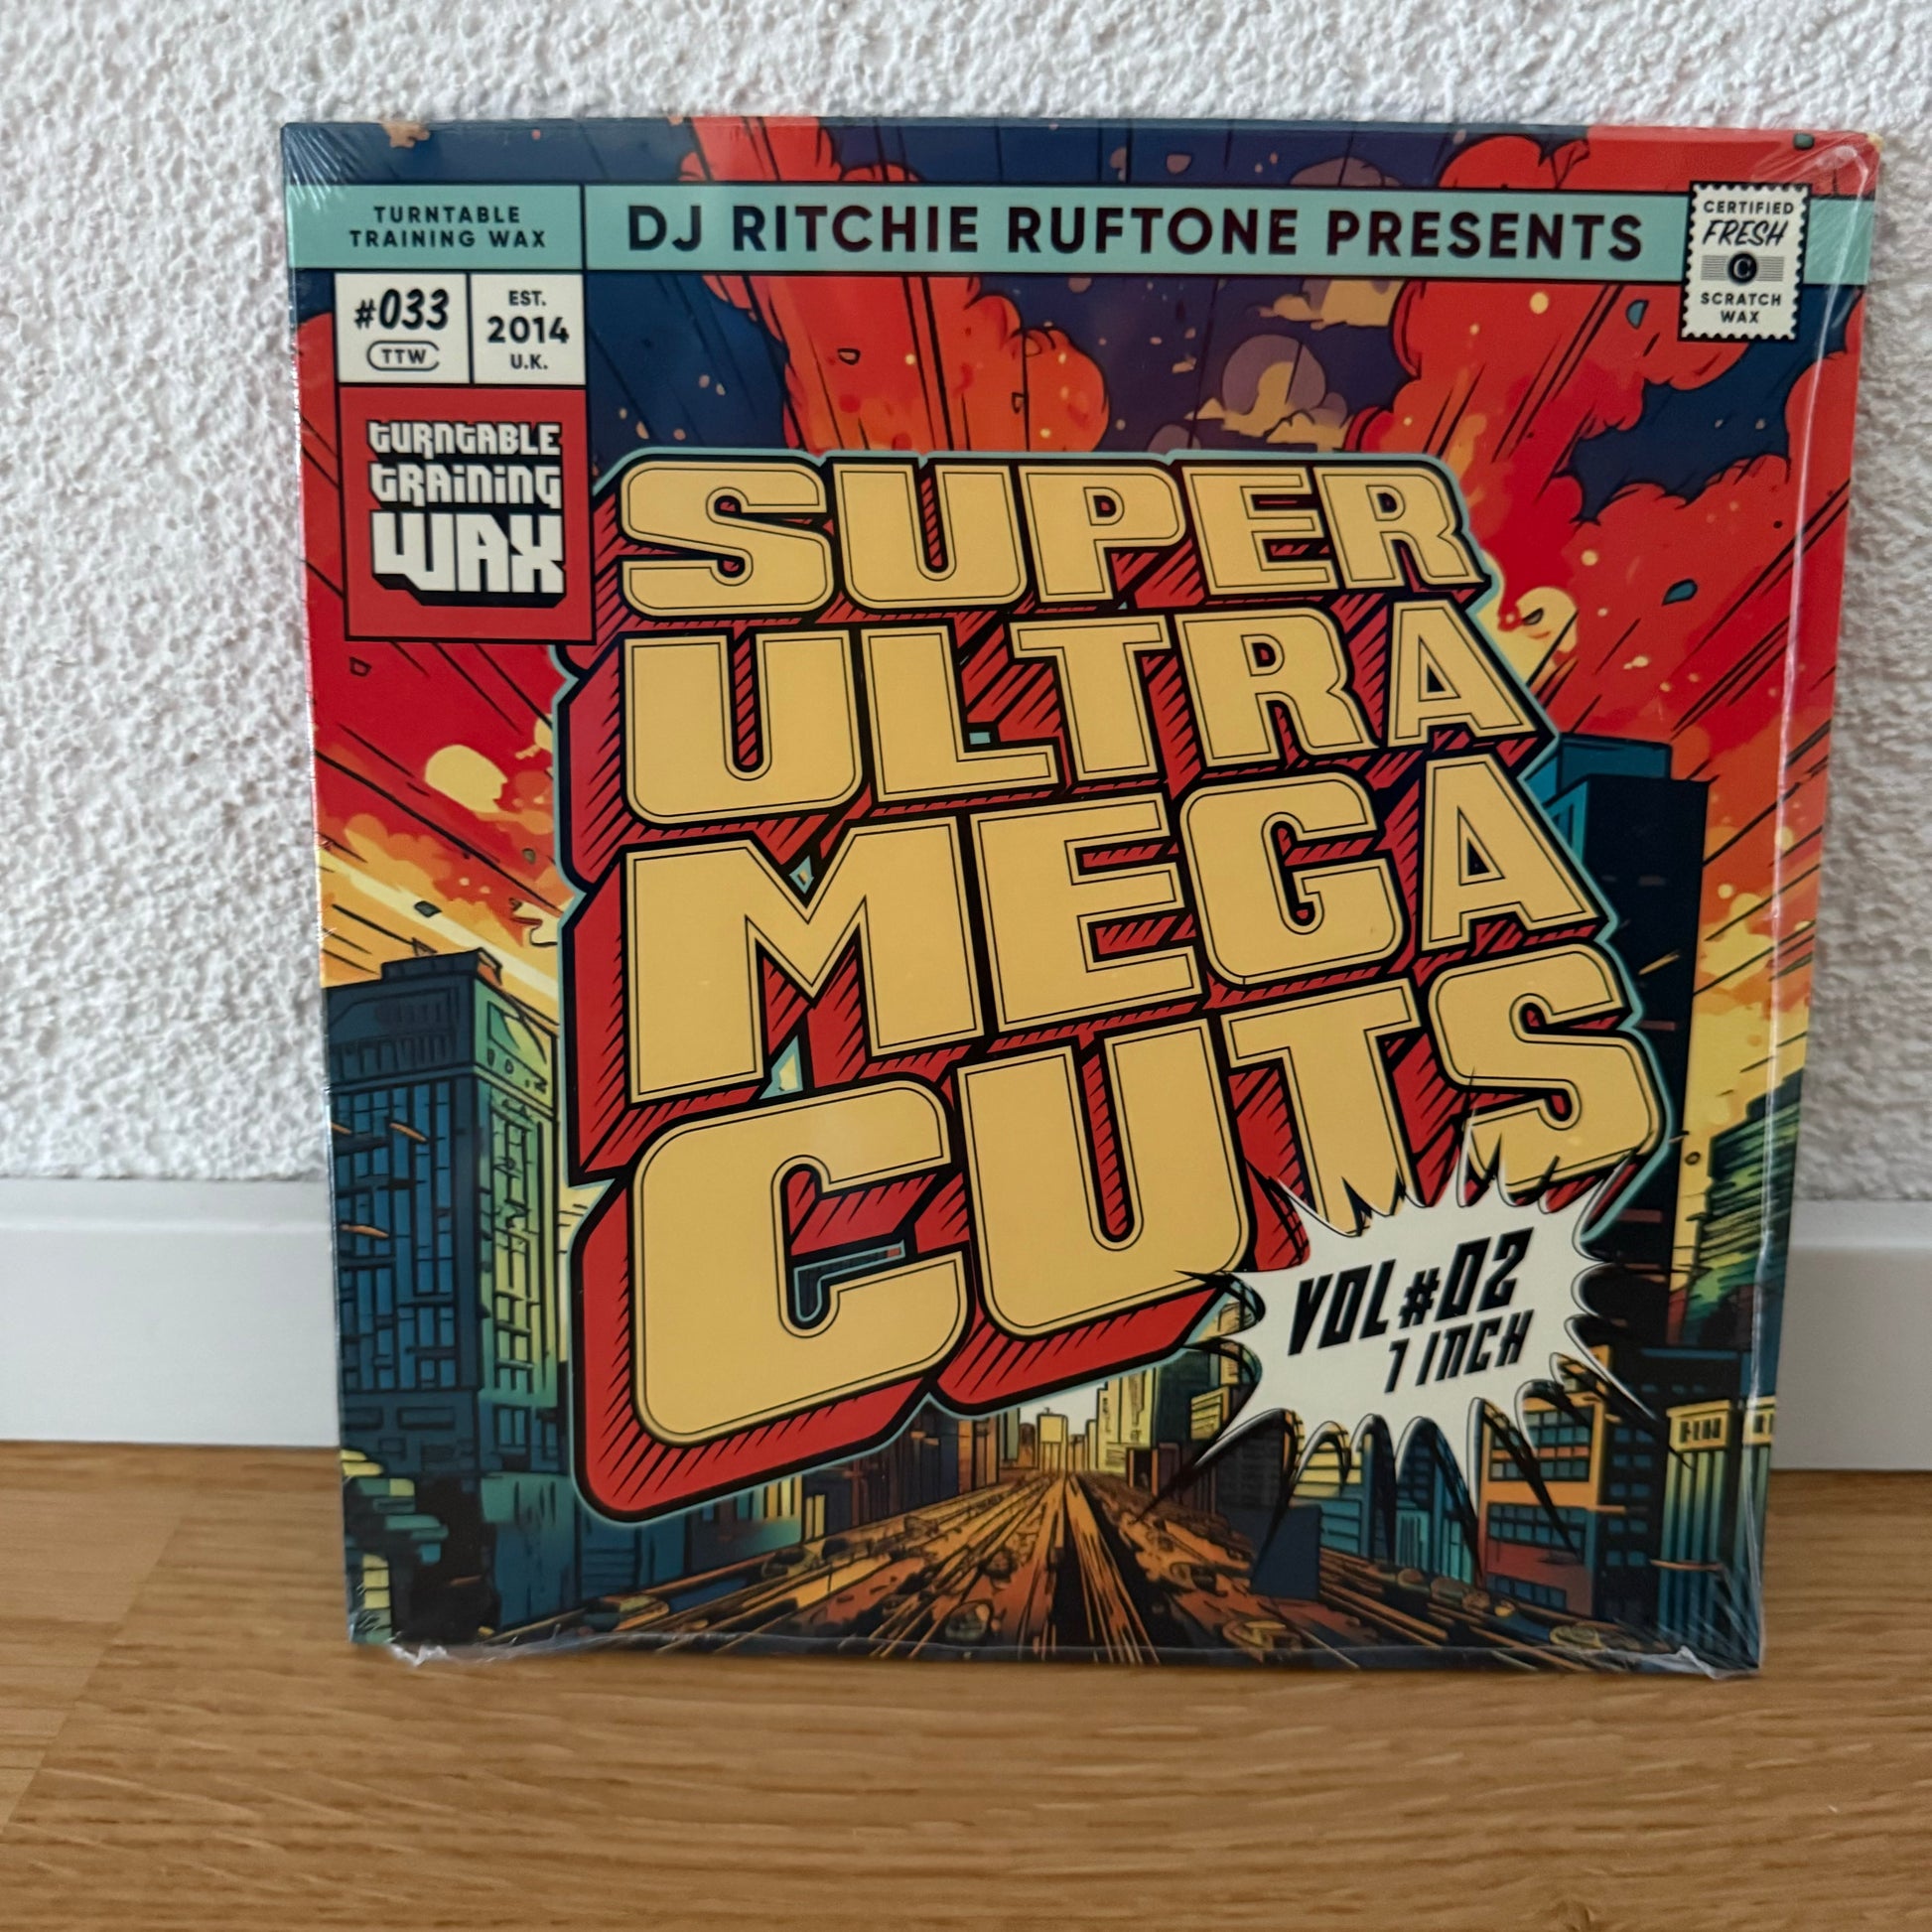 TURNTABLE
TRAINING WAX
DJ RITCHIE RUFTONE PRESENTS
CERTIFIED
FRESH
C
SCRATCH
WAX
#033
TTW
EST.
2014
U.K.
TURNTABLE
TRAINING
WAX
SUPER
ULTRA
MEGA
CUTS
VOL#02
7 INCH